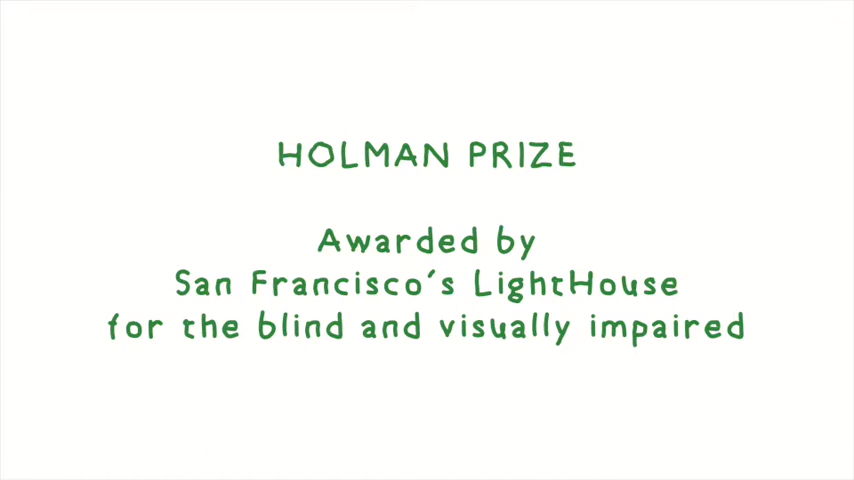 HOLMAN PRIZE
Awarded by
San Francisco's LightHouse
for the blind and visually impaired